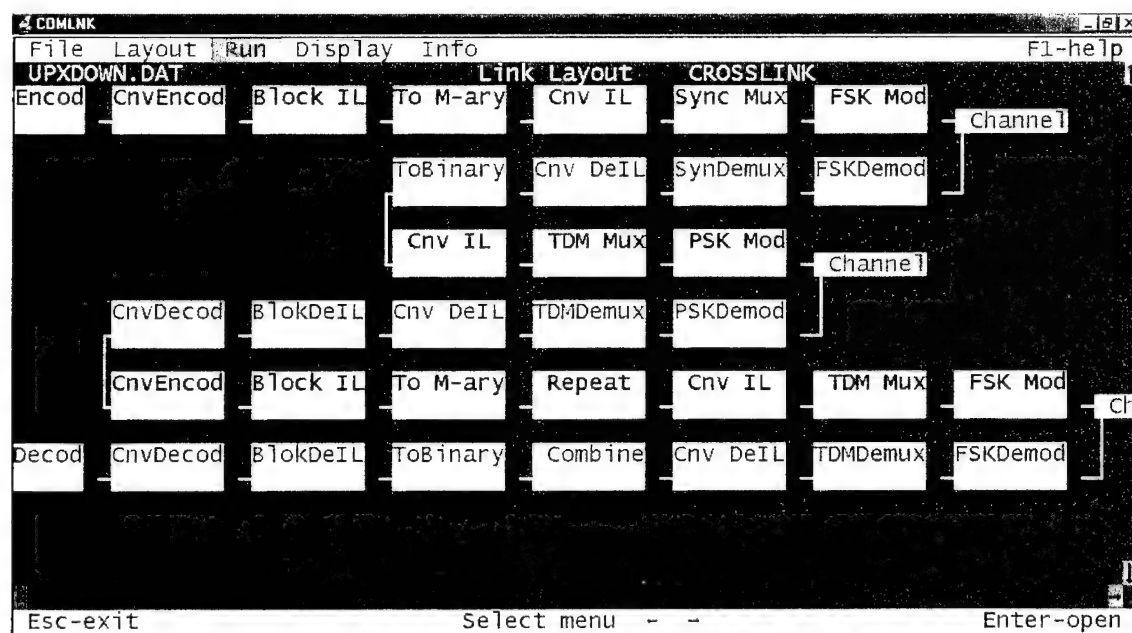 COMLNK
File Layout Run Display Info F1-help
UPXDOWN.DAT Link Layout CROSSLINK
Encod CnvEncod Block IL To M-ary Cnv IL Sync Mux FSK Mod
Channel
ToBinary Cnv DeIL SynDemux FSKDemod
Cnv IL TDM Mux PSK Mod
Channel
CnvDecod BlokDeIL Cnv DeIL TDMDemux PSKDemod
CnvEncod Block IL To M-ary Repeat Cnv IL TDM Mux FSK Mod
Ch
Decod CnvDecod BlokDeIL ToBinary Combine Cnv DeIL TDMDemux FSKDemod
Esc-exit Select menu ← → Enter-open